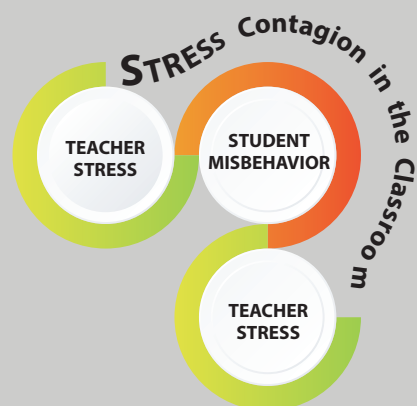 STRESS Contagion in the Classroom
TEACHER
STRESS
STUDENT
MISBEHAVIOR
TEACHER
STRESS